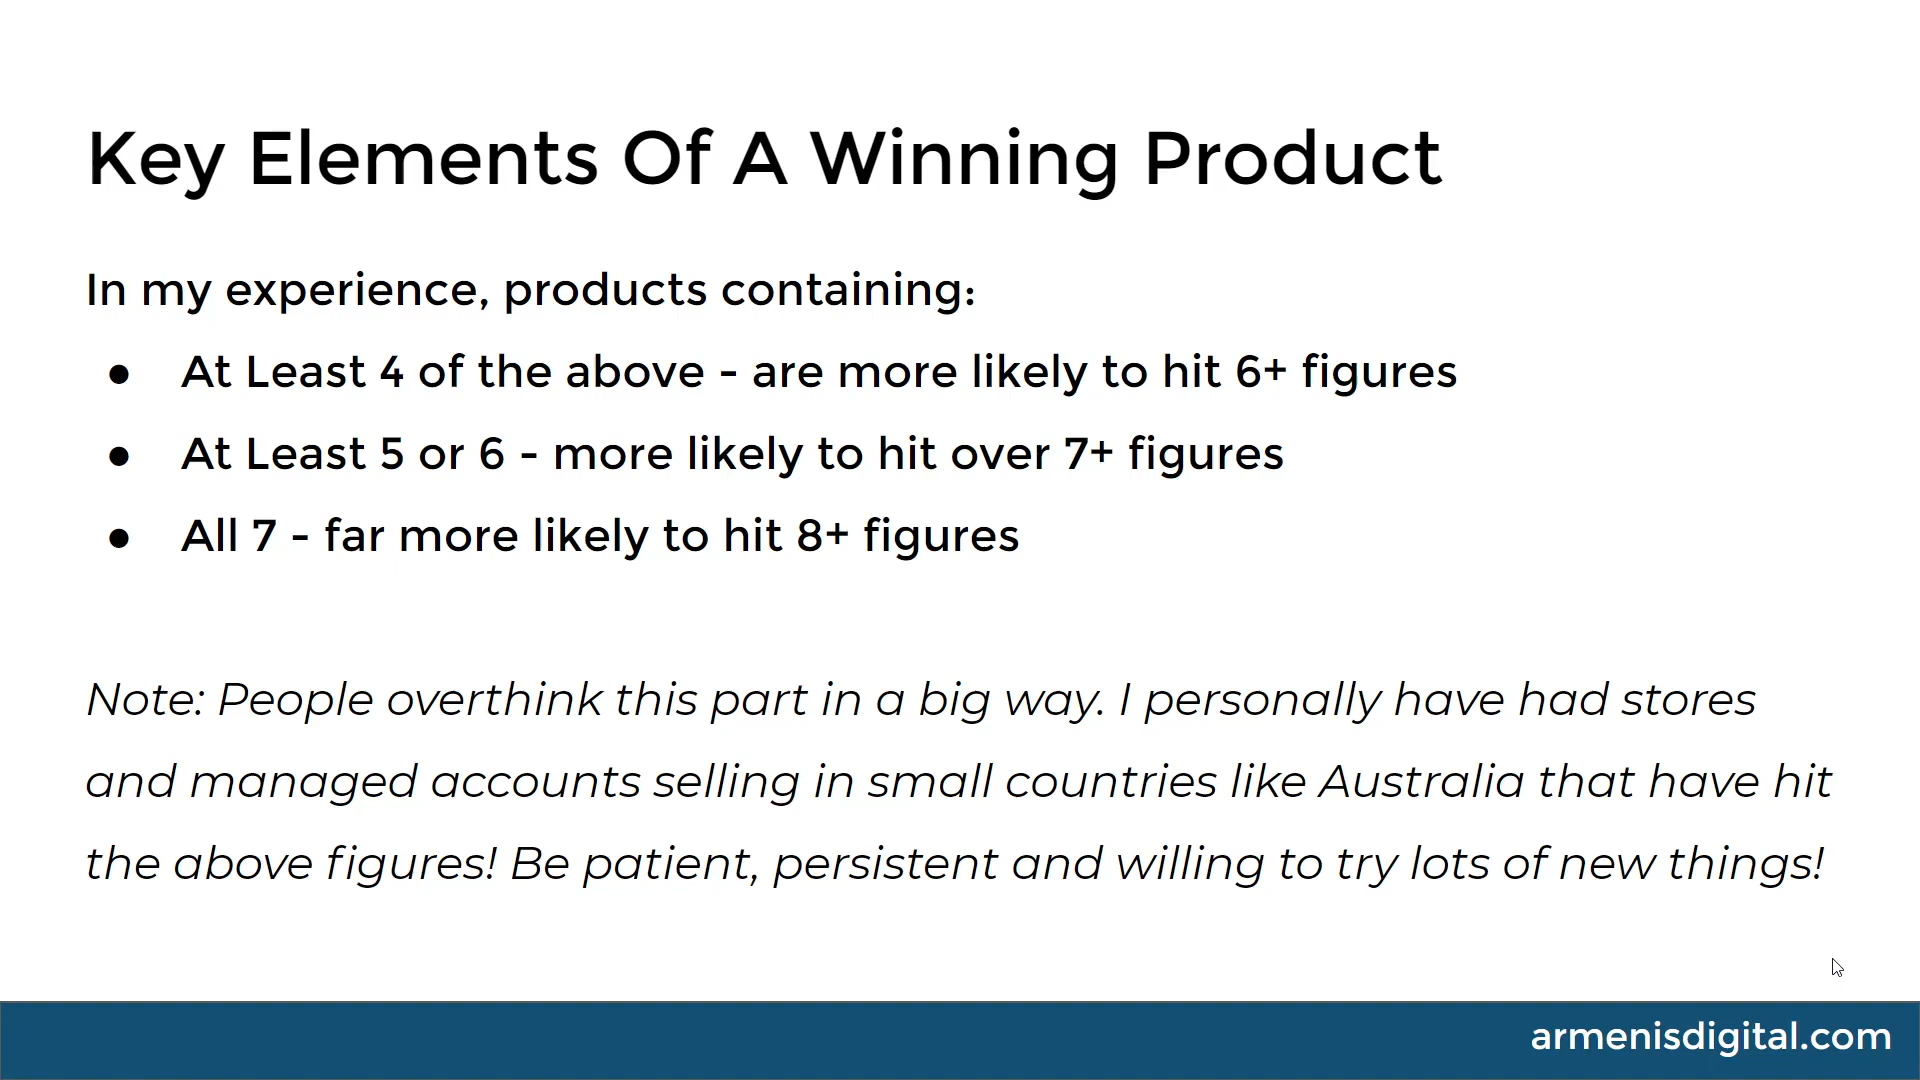 Key Elements Of A Winning Product
In my experience, products containing:
● At Least 4 of the above - are more likely to hit 6+ figures
● At Least 5 or 6 - more likely to hit over 7+ figures
● All 7 - far more likely to hit 8+ figures
Note: People overthink this part in a big way. I personally have had stores
and managed accounts selling in small countries like Australia that have hit
the above figures! Be patient, persistent and willing to try lots of new things!
armenisdigital.com